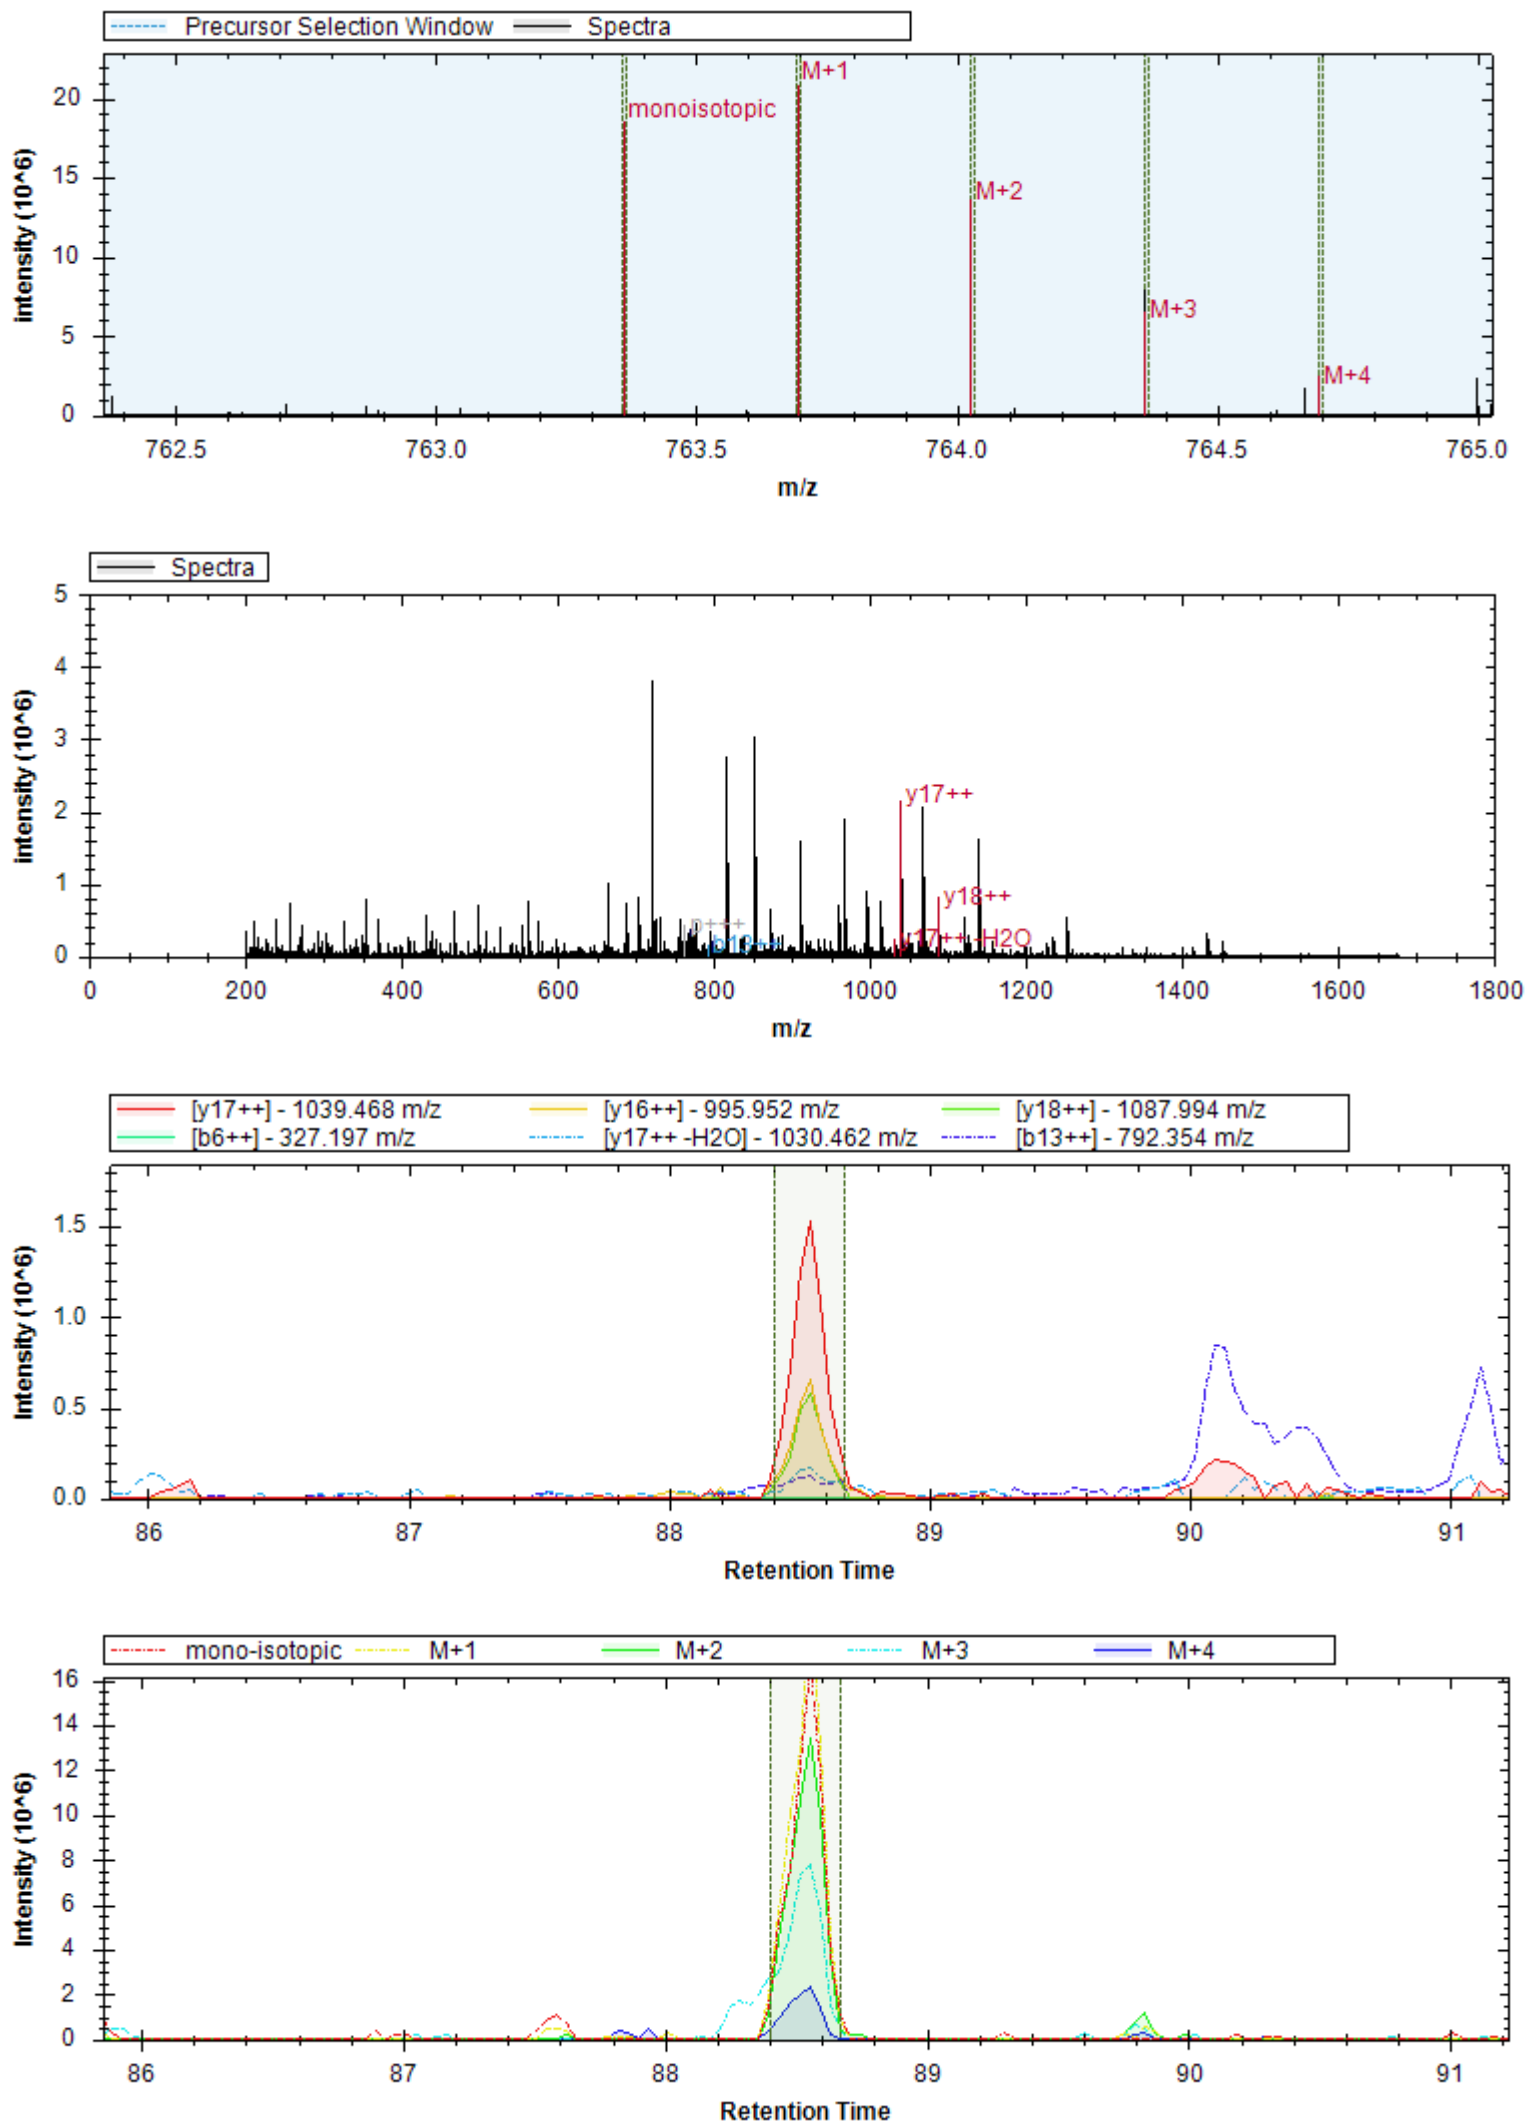 Precursor Selection Window Spectra
M+1
20
monoisotopic
15
M+2
10
M+3
5
M+4
0
762.5 763.0 763.5 764.0 764.5 765.0
intensity (10^6)
m/z
Spectra
5
4
3
2
y17++
1
y18++
p+++
b13++
y17++ -H2O
0
0 200 400 600 800 1000 1200 1400 1600 1800
intensity (10^6)
m/z
[y17++] - 1039.468 m/z [y16++] - 995.952 m/z [y18++] - 1087.994 m/z
[b6++] - 327.197 m/z [y17++ -H2O] - 1030.462 m/z [b13++] - 792.354 m/z
1.5
1.0
0.5
0.0
86 87 88 89 90 91
Intensity (10^6)
Retention Time
mono-isotopic M+1 M+2 M+3 M+4
16
14
12
10
8
6
4
2
0
86 87 88 89 90 91
Intensity (10^6)
Retention Time